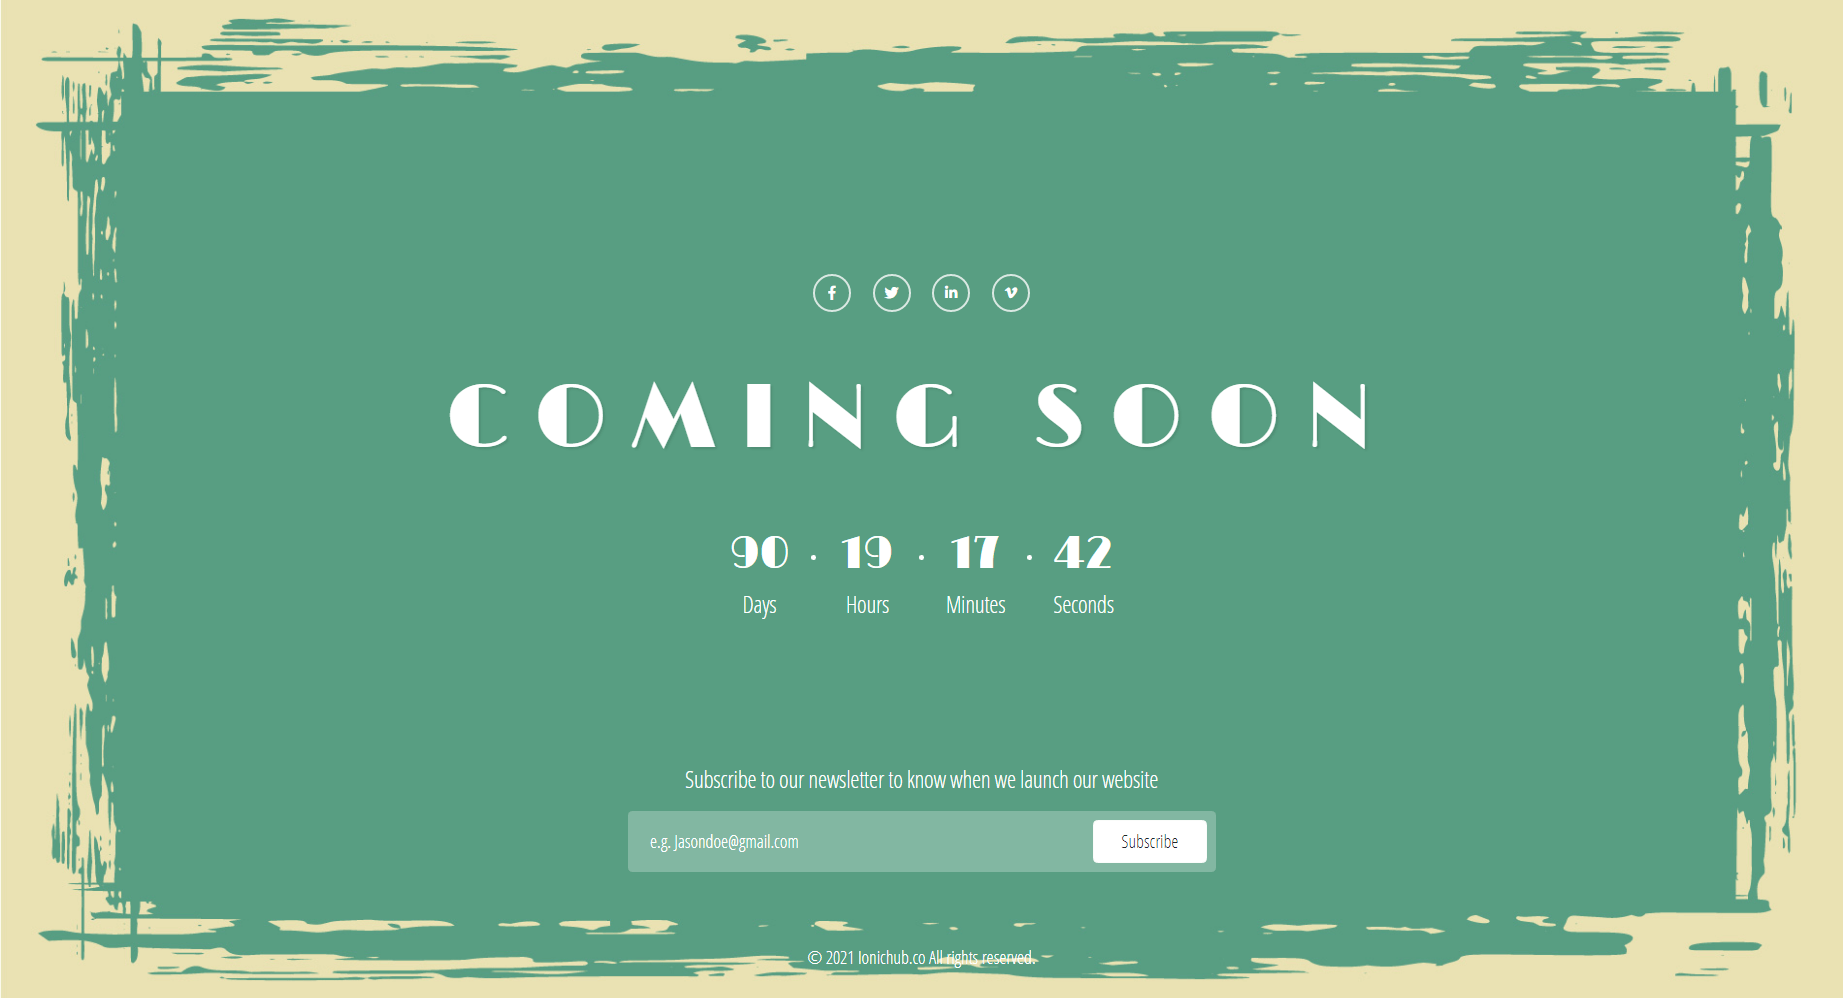 COMING SOON
90 · 19 · 17 · 42
Days Hours Minutes Seconds
Subscribe to our newsletter to know when we launch our website
e.g. Jasondoe@gmail.com Subscribe
© 2021 Ionichub.co All rights reserved.